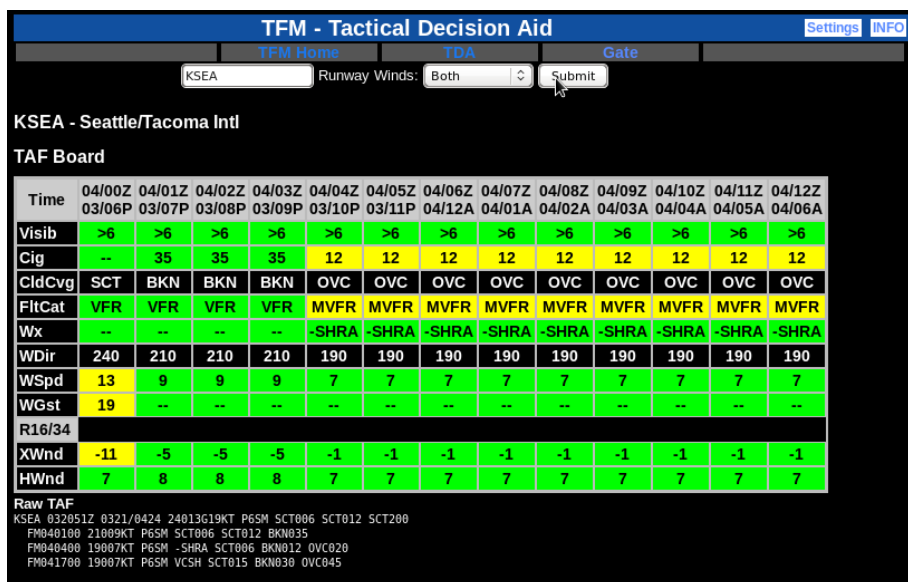 TFM - Tactical Decision Aid
Settings INFO
TFM Home TDA Gate
KSEA Runway Winds: Both Submit
KSEA - Seattle/Tacoma Intl
TAF Board
Time 04/00Z 04/01Z 04/02Z 04/03Z 04/04Z 04/05Z 04/06Z 04/07Z 04/08Z 04/09Z 04/10Z 04/11Z 04/12Z
03/06P 03/07P 03/08P 03/09P 03/10P 03/11P 04/12A 04/01A 04/02A 04/03A 04/04A 04/05A 04/06A
Visib >6 >6 >6 >6 >6 >6 >6 >6 >6 >6 >6 >6 >6
Cig -- 35 35 35 12 12 12 12 12 12 12 12 12
CldCvg SCT BKN BKN BKN OVC OVC OVC OVC OVC OVC OVC OVC OVC
FltCat VFR VFR VFR VFR MVFR MVFR MVFR MVFR MVFR MVFR MVFR MVFR MVFR
Wx -- -- -- -- -SHRA -SHRA -SHRA -SHRA -SHRA -SHRA -SHRA -SHRA -SHRA
WDir 240 210 210 210 190 190 190 190 190 190 190 190 190
WSpd 13 9 9 9 7 7 7 7 7 7 7 7 7
WGst 19 -- -- -- -- -- -- -- -- -- -- -- --
R16/34
XWnd -11 -5 -5 -5 -1 -1 -1 -1 -1 -1 -1 -1 -1
HWnd 7 8 8 8 7 7 7 7 7 7 7 7 7
Raw TAF
KSEA 032051Z 0321/0424 24013G19KT P6SM SCT006 SCT012 SCT200
FM040100 21009KT P6SM SCT006 SCT012 BKN035
FM040400 19007KT P6SM -SHRA SCT006 BKN012 OVC020
FM041700 19007KT P6SM VCSH SCT015 BKN030 OVC045